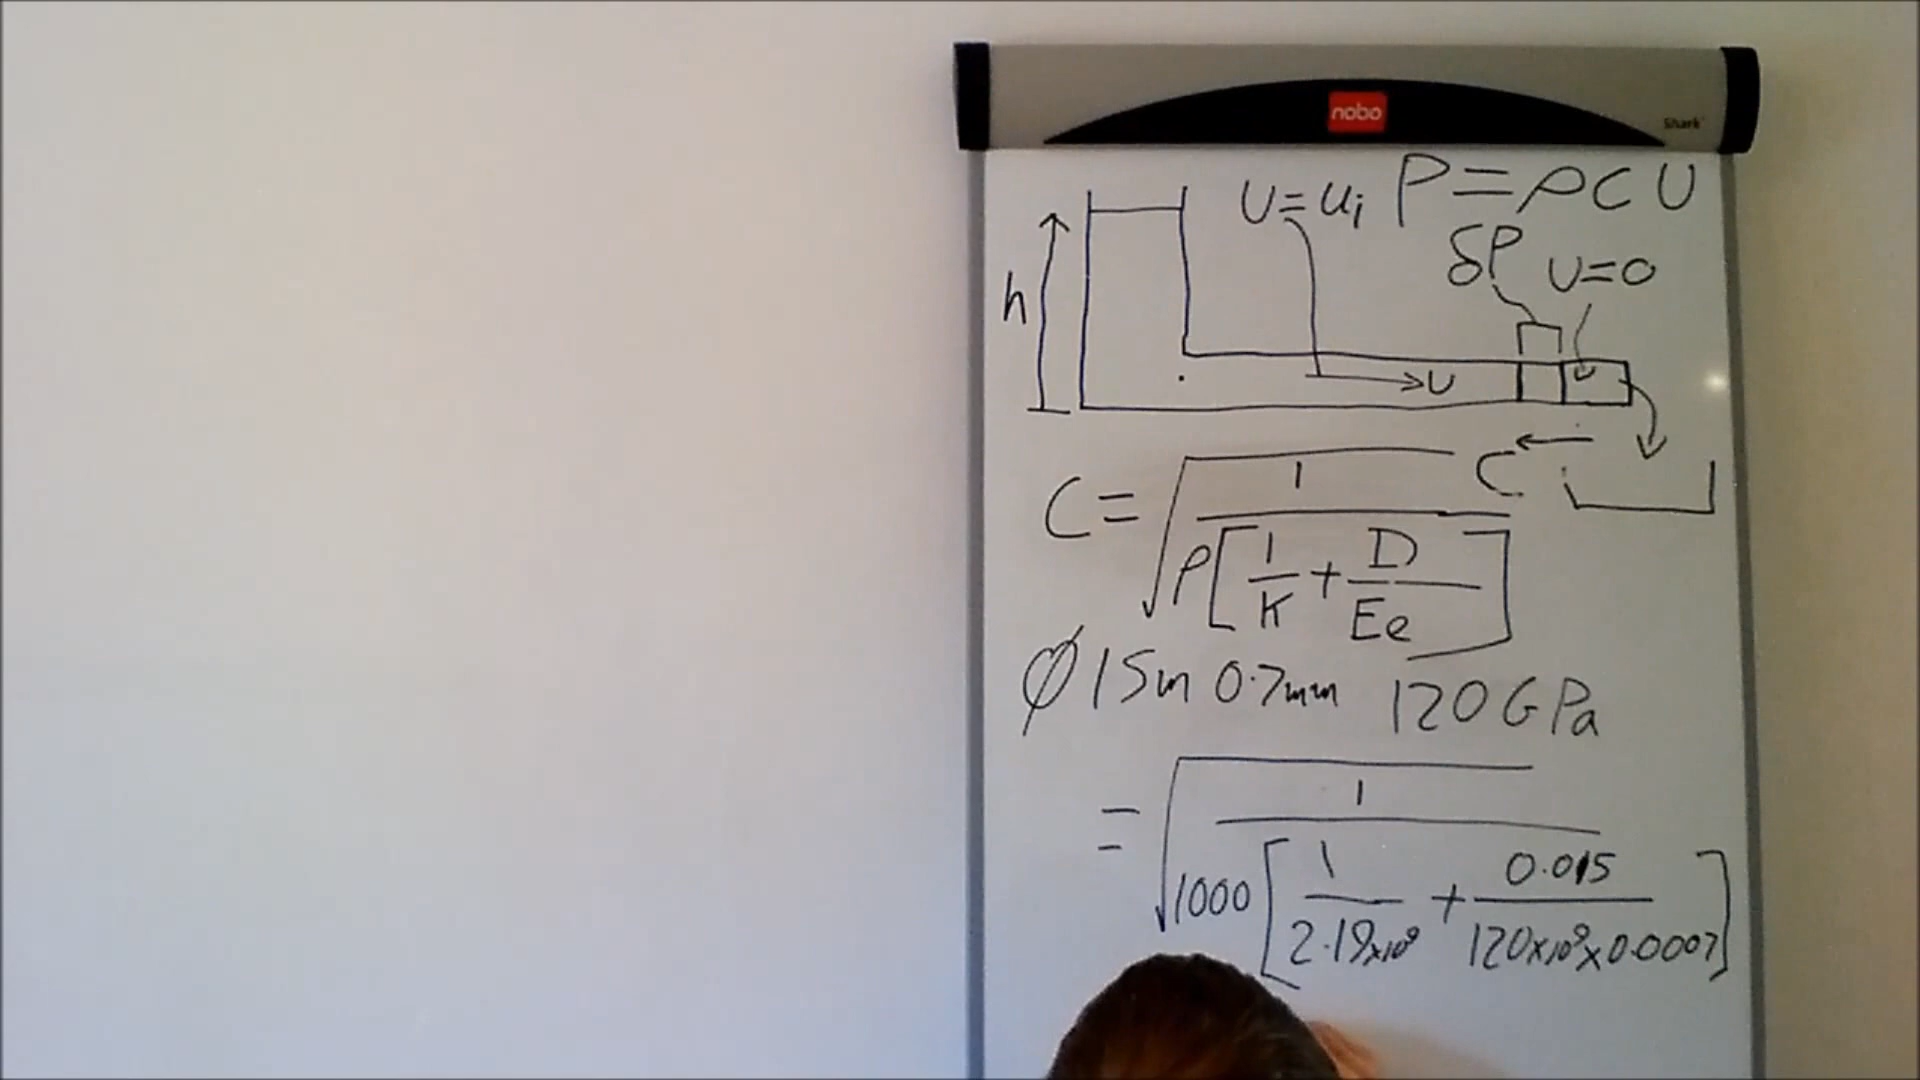 nobo
Shark
U=ui P=ρCU
δP U=0
h
U
C
C=√(1/(ρ[1/K+D/Ee]))
∅ 15m 0.7mm 120GPa
=√(1/(1000[1/2.19×10⁹+0.015/120×10⁹×0.0007]))